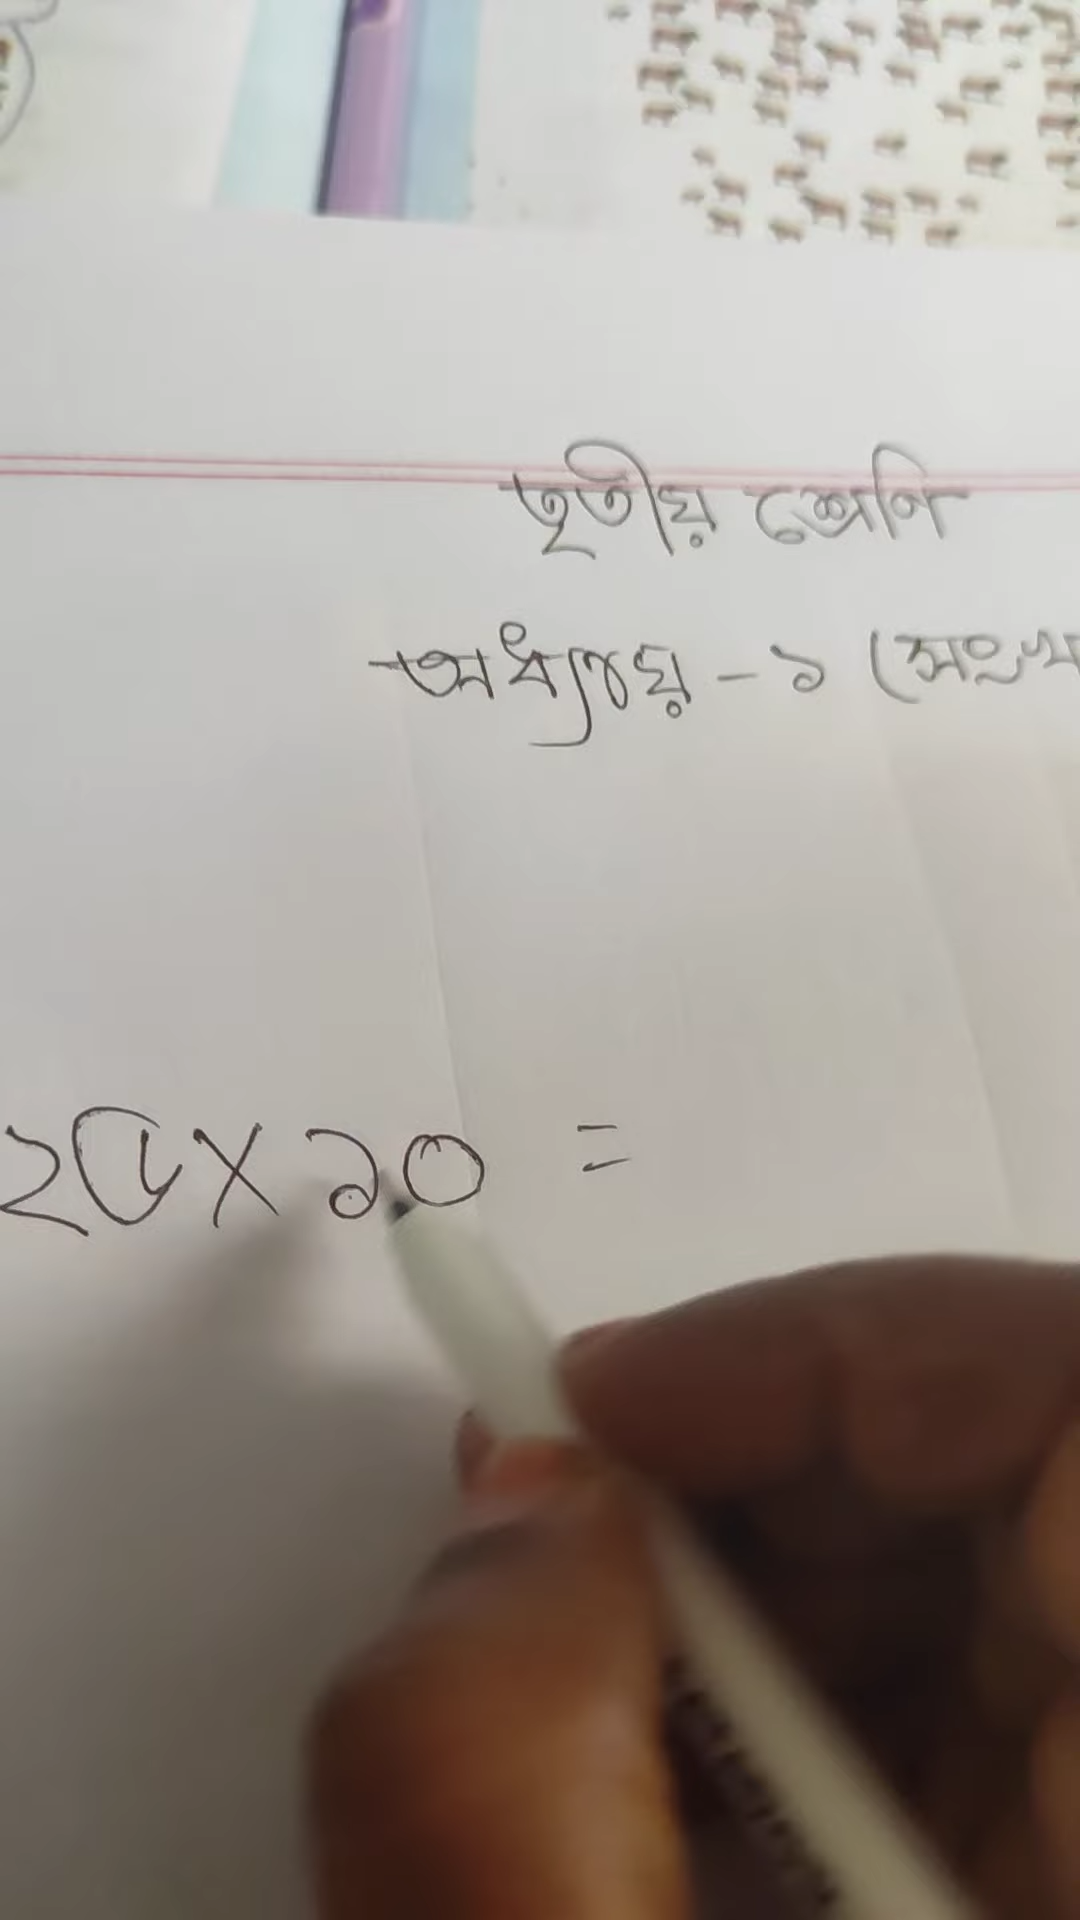 তৃতীয় শ্রেণি
অধ্যায় - ১ (সংখ
২৫ × ১০ =